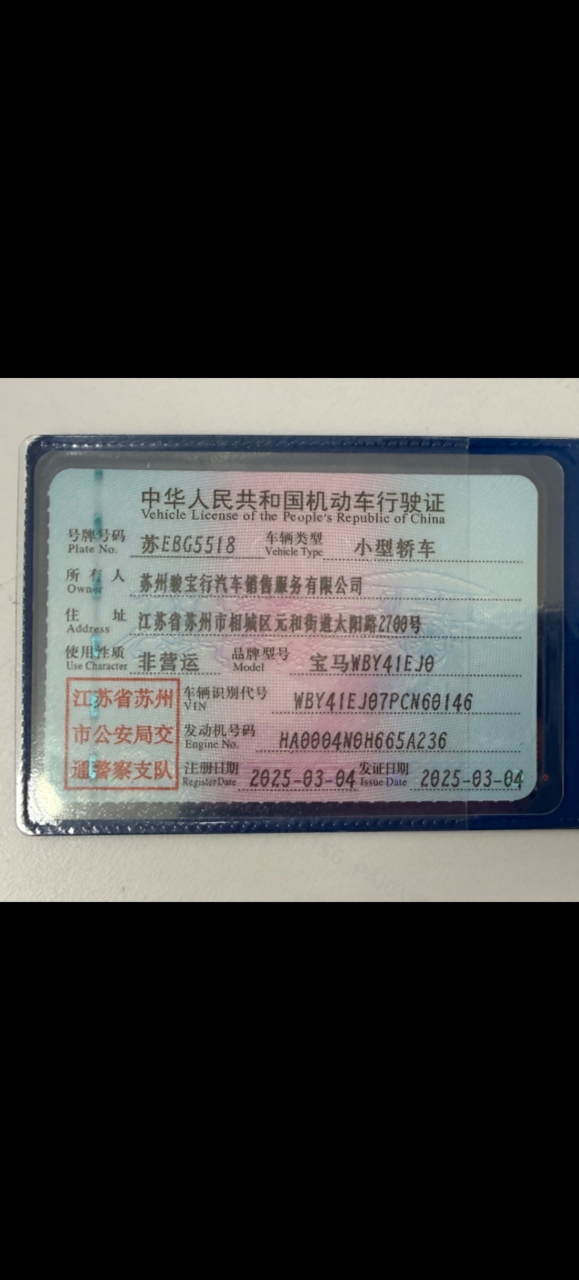 中华人民共和国机动车行驶证
Vehicle License of the People's Republic of China
号牌号码 苏EBG5518 车辆类型 小型轿车
Plate No. Vehicle Type
所有人 苏州骏宝行汽车销售服务有限公司
Owner
住址 江苏省苏州市相城区元和街道太阳路2700号
Address
使用性质 非营运 品牌型号 宝马WBY41EJ0
Use Character Model
江苏省苏州
市公安局交
通警察支队
车辆识别代号 WBY41EJ07PCN60146
VIN
发动机号码 HA0004N0H665A236
Engine No.
注册日期 2025-03-04 发证日期 2025-03-04
Register Date Issue Date